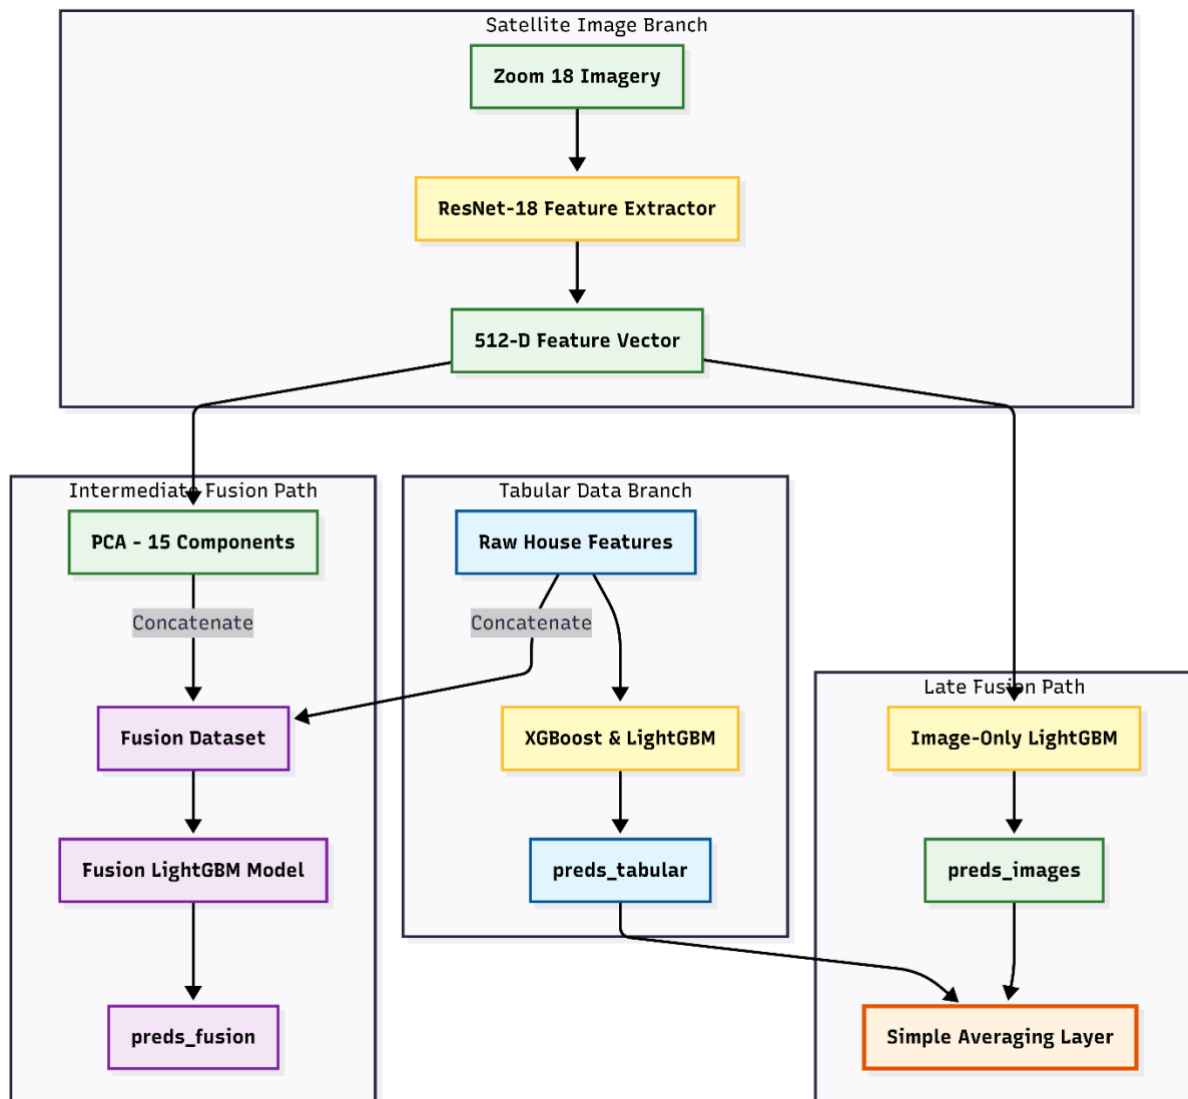 Satellite Image Branch
Zoom 18 Imagery
ResNet-18 Feature Extractor
512-D Feature Vector
Intermediate Fusion Path
PCA - 15 Components
Concatenate
Fusion Dataset
Fusion LightGBM Model
preds_fusion
Tabular Data Branch
Raw House Features
Concatenate
XGBoost & LightGBM
preds_tabular
Late Fusion Path
Image-Only LightGBM
preds_images
Simple Averaging Layer